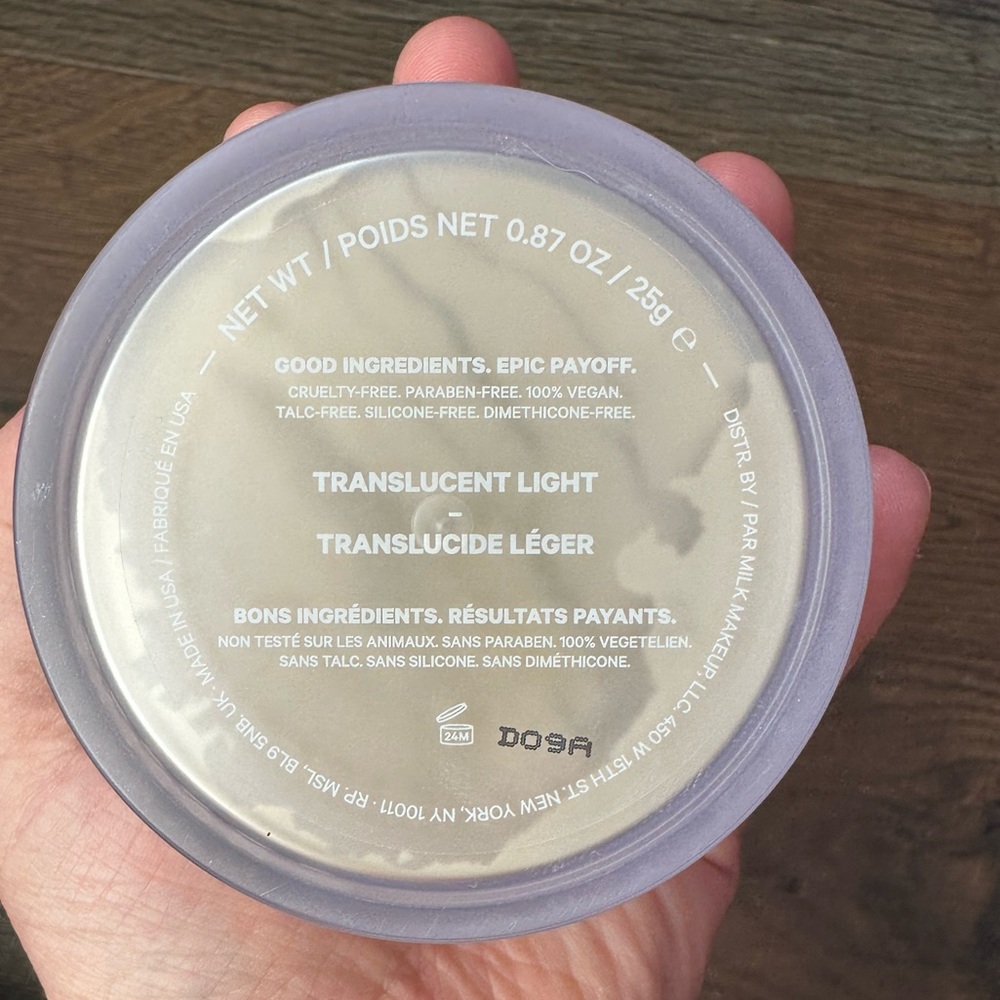 NET WT / POIDS NET 0.87 OZ / 25g ℮
GOOD INGREDIENTS. EPIC PAYOFF.
CRUELTY-FREE. PARABEN-FREE. 100% VEGAN.
TALC-FREE. SILICONE-FREE. DIMETHICONE-FREE.
TRANSLUCENT LIGHT
-
TRANSLUCIDE LÉGER
BONS INGRÉDIENTS. RÉSULTATS PAYANTS.
NON TESTÉ SUR LES ANIMAUX. SANS PARABEN. 100% VEGETELIEN.
SANS TALC. SANS SILICONE. SANS DIMÉTHICONE.
24M
D09A
DISTR. BY / PAR MILK MAKEUP, LLC. 450 W 15TH ST. NEW YORK, NY 10011 · RP. MSL, BL9 5NB UK · MADE IN USA / FABRIQUÉ EN USA